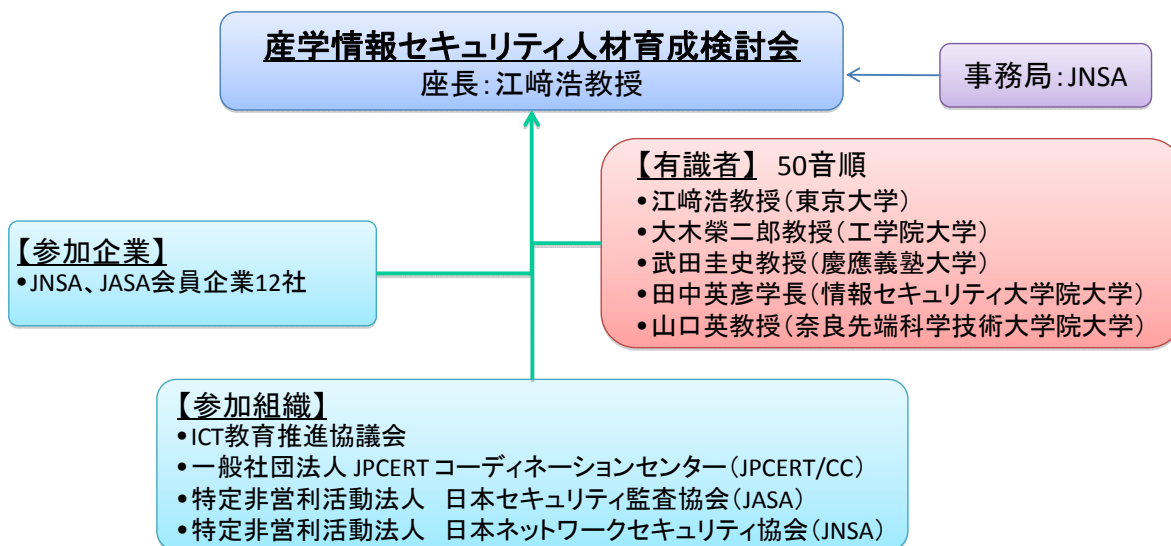 産学情報セキュリティ人材育成検討会
座長：江﨑浩教授
事務局：JNSA
【有識者】 50音順
•江﨑浩教授（東京大学）
•大木榮二郎教授（工学院大学）
•武田圭史教授（慶應義塾大学）
•田中英彦学長（情報セキュリティ大学院大学）
•山口英教授（奈良先端科学技術大学院大学）
【参加企業】
•JNSA、JASA会員企業12社
【参加組織】
•ICT教育推進協議会
•一般社団法人 JPCERT コーディネーションセンター（JPCERT/CC）
•特定非営利活動法人　日本セキュリティ監査協会（JASA）
•特定非営利活動法人　日本ネットワークセキュリティ協会（JNSA）